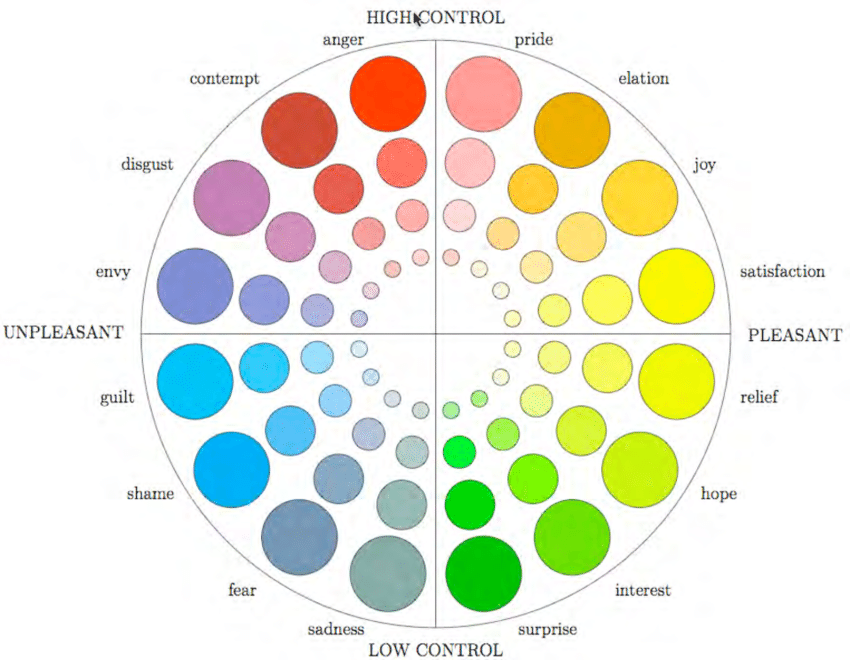 HIGH CONTROL
anger
pride
contempt
elation
disgust
joy
envy
satisfaction
UNPLEASANT
PLEASANT
guilt
relief
shame
hope
fear
interest
sadness
surprise
LOW CONTROL